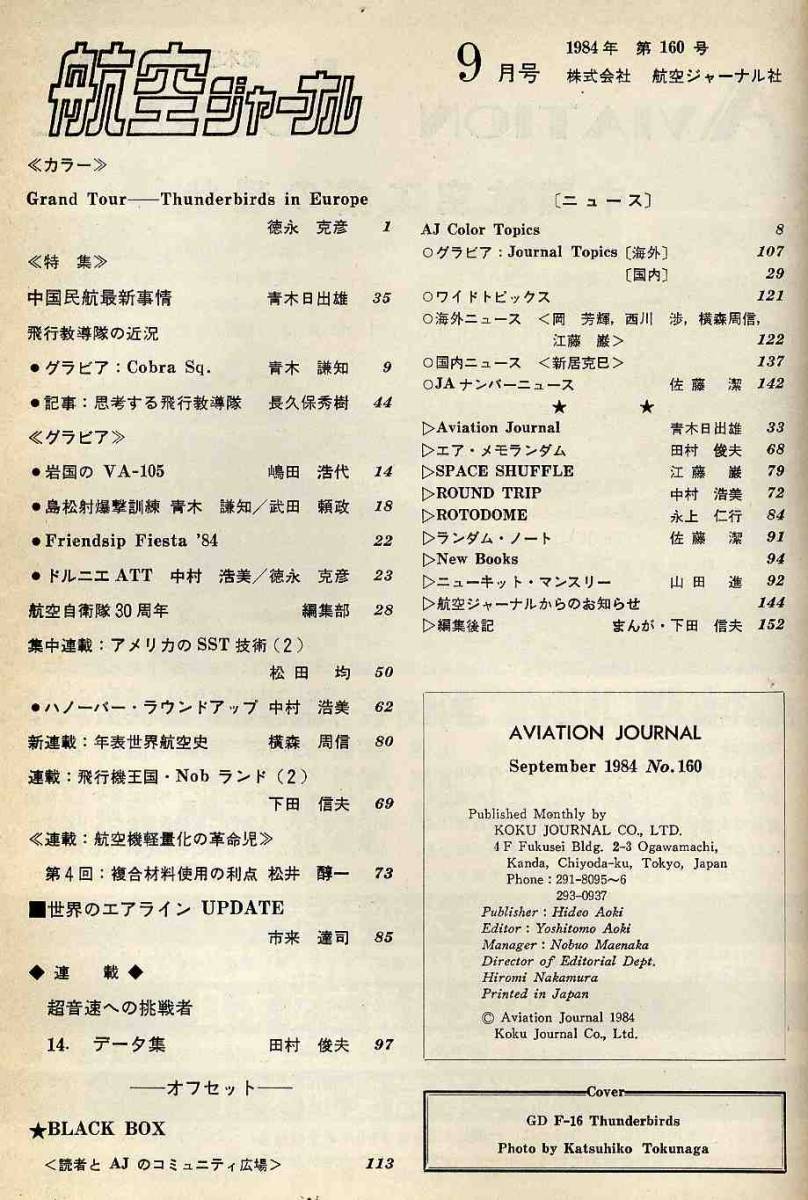 航空ジャーナル
9月号
1984年 第160号
株式会社 航空ジャーナル社
≪カラー≫
Grand Tour——Thunderbirds in Europe
徳永 克彦 1
≪特 集≫
中国民航最新事情 青木日出雄 35
飛行教導隊の近況
●グラビア：Cobra Sq. 青木 謙知 9
●記事：思考する飛行教導隊 長久保秀樹 44
≪グラビア≫
●岩国の VA-105 嶋田 浩代 14
●島松射爆撃訓練 青木 謙知／武田 頼政 18
●Friendsip Fiesta '84 22
●ドルニエATT 中村 浩美／徳永 克彦 23
航空自衛隊30周年 編集部 28
集中連載：アメリカのSST技術（2）
松田 均 50
●ハノーバー・ラウンドアップ 中村 浩美 62
新連載：年表世界航空史 横森 周信 80
連載：飛行機王国・Nob ランド（2）
下田 信夫 69
≪連載：航空機軽量化の革命児≫
第4回：複合材料使用の利点 松井 醇一 73
■世界のエアライン UPDATE
市来 達司 85
◆ 連 載 ◆
超音速への挑戦者
14. データ集 田村 俊夫 97
——オフセット——
★BLACK BOX
＜読者と AJ のコミュニティ広場＞ 113
〔ニュース〕
AJ Color Topics 8
○グラビア：Journal Topics〔海外〕 107
〔国内〕 29
○ワイドトピックス 121
○海外ニュース ＜岡 芳輝，西川 渉，横森周信，
江藤 巌＞ 122
○国内ニュース ＜新居克巳＞ 137
○JAナンバーニュース 佐藤 潔 142
★ ★
▷Aviation Journal 青木日出雄 33
▷エア・メモランダム 田村 俊夫 68
▷SPACE SHUFFLE 江藤 巌 79
▷ROUND TRIP 中村 浩美 72
▷ROTODOME 永上 仁行 84
▷ランダム・ノート 佐藤 潔 91
▷New Books 94
▷ニューキット・マンスリー 山田 進 92
▷航空ジャーナルからのお知らせ 144
▷編集後記 まんが・下田 信夫 152
AVIATION JOURNAL
September 1984 No.160
Published Monthly by
KOKU JOURNAL CO., LTD.
4F Fukusei Bldg. 2-3 Ogawamachi,
Kanda, Chiyoda-ku, Tokyo, Japan
Phone : 291-8095〜6
293-0937
Publisher : Hideo Aoki
Editor : Yoshitomo Aoki
Manager : Nobuo Maenaka
Director of Editorial Dept.
Hiromi Nakamura
Printed in Japan
© Aviation Journal 1984
Koku Journal Co., Ltd.
Cover
GD F-16 Thunderbirds
Photo by Katsuhiko Tokunaga